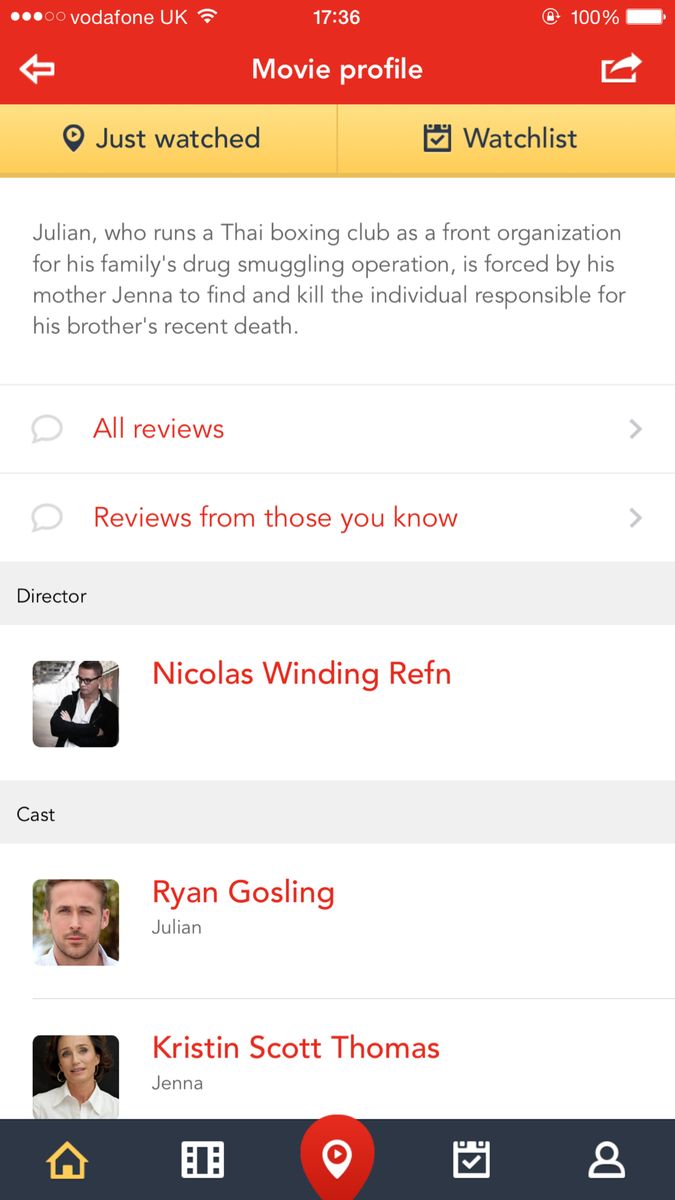 vodafone UK 17:36 100%
Movie profile
Just watched Watchlist
Julian, who runs a Thai boxing club as a front organization
for his family's drug smuggling operation, is forced by his
mother Jenna to find and kill the individual responsible for
his brother's recent death.
All reviews
Reviews from those you know
Director
Nicolas Winding Refn
Cast
Ryan Gosling
Julian
Kristin Scott Thomas
Jenna